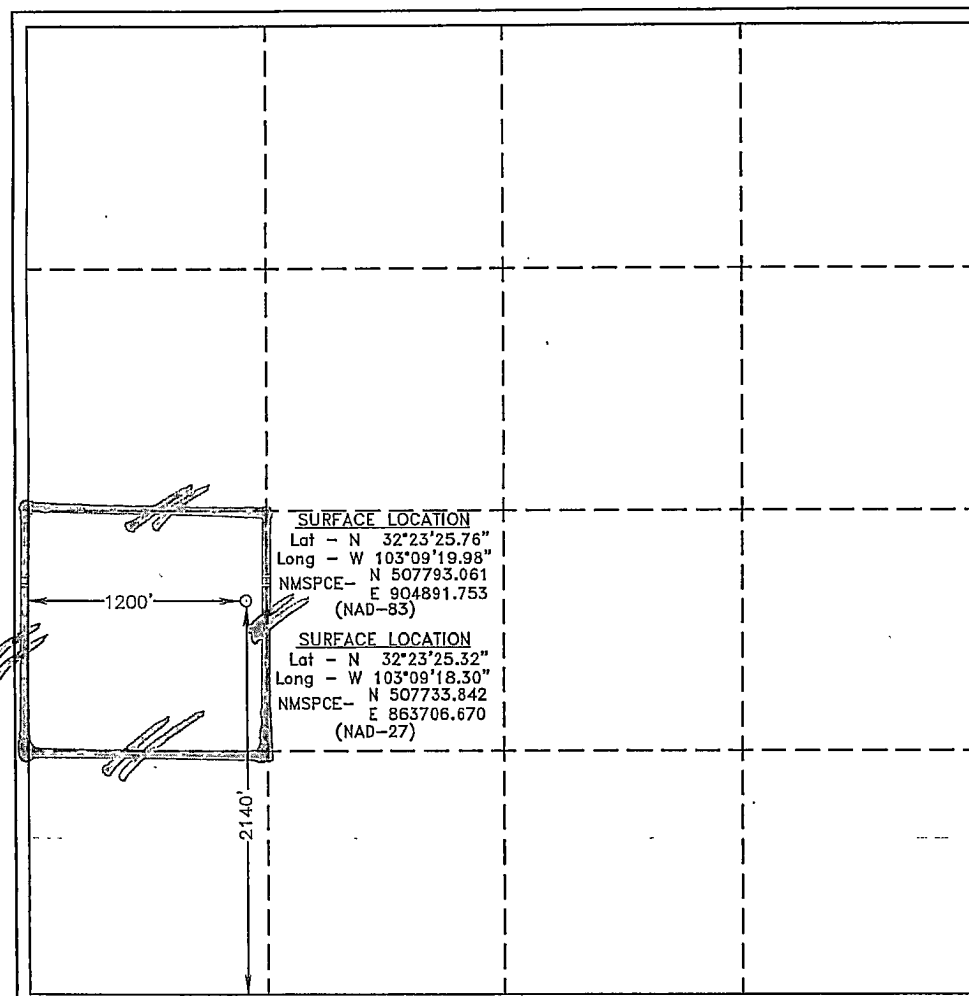 SURFACE LOCATION
Lat - N 32°23'25.76"
Long - W 103°09'19.98"
NMSPCE- N 507793.061
E 904891.753
(NAD-83)
1200'
SURFACE LOCATION
Lat - N 32°23'25.32"
Long - W 103°09'18.30"
NMSPCE- N 507733.842
E 863706.670
(NAD-27)
2140'